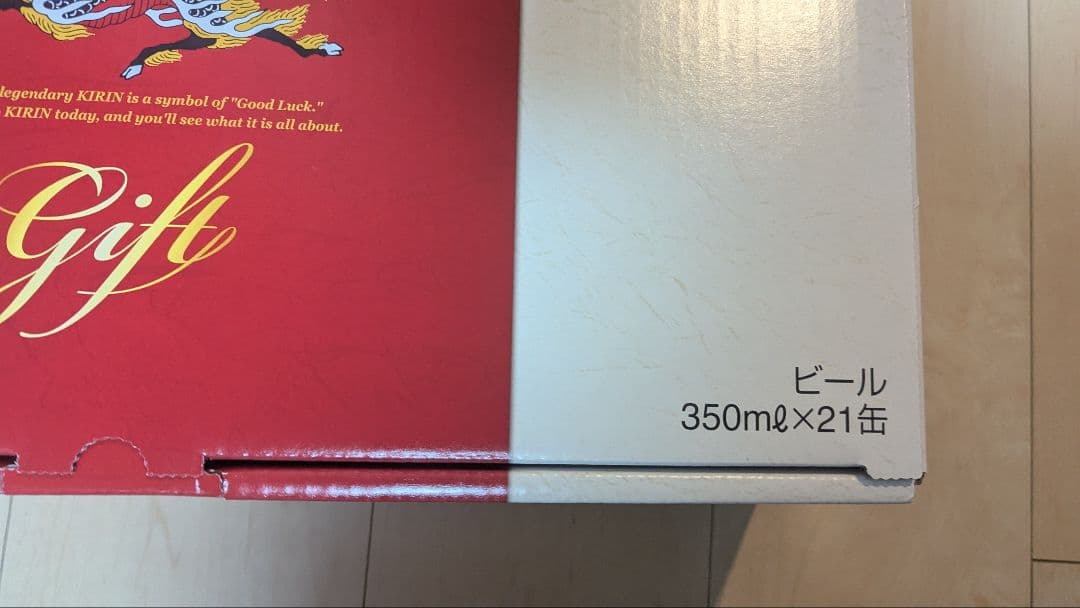 legendary KIRIN is a symbol of "Good Luck."
KIRIN today, and you'll see what it is all about.
Gift
ビール
350mℓ×21缶